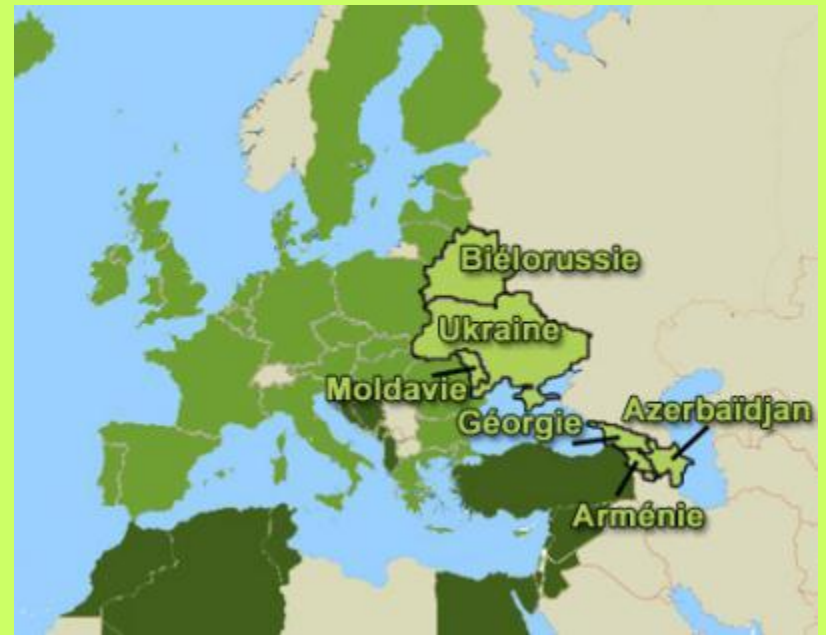 Biélorussie
Ukraine
Moldavie
Géorgie
Azerbaïdjan
Arménie